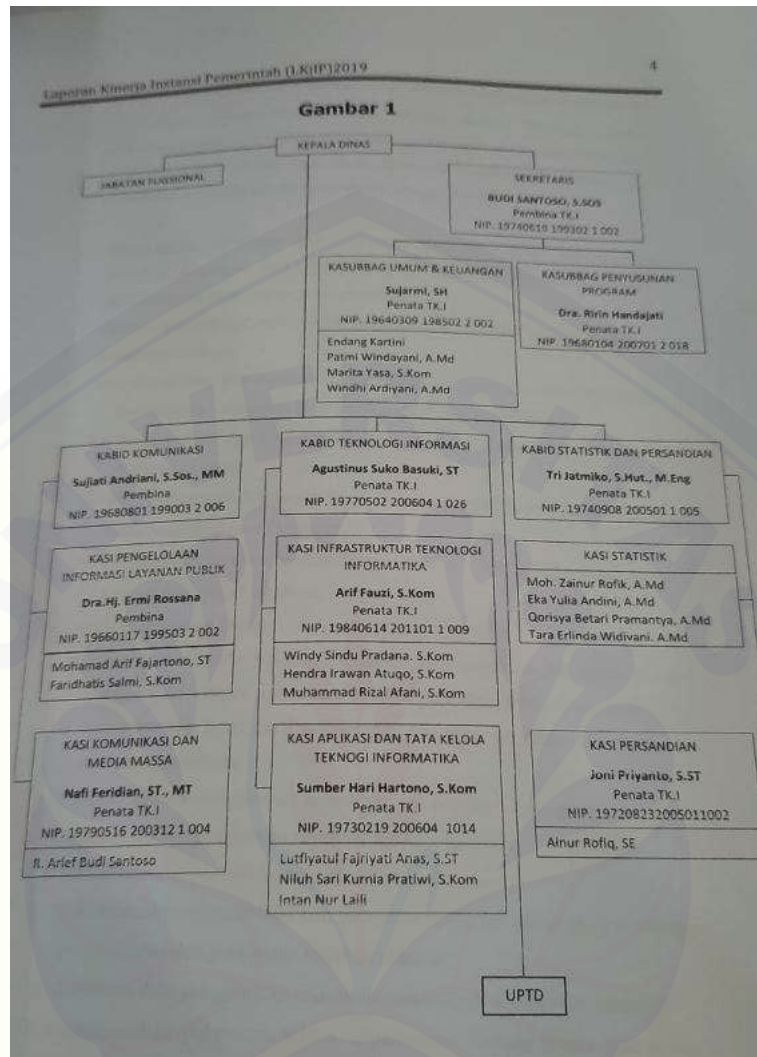 Laporan Kinerja Instansi Pemerintah (LKjIP)2019
4
Gambar 1
KEPALA DINAS
JABATAN FUNGSIONAL
SEKRETARIS
BUDI SANTOSO, S.SOS
Pembina TK.I
NIP. 19740610 199302 1 002
KASUBBAG UMUM & KEUANGAN
Sujarmi, SH
Penata TK.I
NIP. 19640309 198502 2 002
Endang Kartini
Patmi Windayani, A.Md
Marita Yasa, S.Kom
Windhi Ardiyani, A.Md
KASUBBAG PENYUSUNAN
PROGRAM
Dra. Ririn Handajati
Penata TK.I
NIP. 19680104 200701 2 018
KABID KOMUNIKASI
Sujiati Andriani, S.Sos., MM
Pembina
NIP. 19680801 199003 2 006
KABID TEKNOLOGI INFORMASI
Agustinus Suko Basuki, ST
Penata TK.I
NIP. 19770502 200604 1 026
KABID STATISTIK DAN PERSANDIAN
Tri Jatmiko, S.Hut., M.Eng
Penata TK.I
NIP. 19740908 200501 1 005
KASI PENGELOLAAN
INFORMASI LAYANAN PUBLIK
Dra.Hj. Ermi Rossana
Pembina
NIP. 19660117 199503 2 002
Mohamad Arif Fajartono, ST
Faridhatis Salmi, S.Kom
KASI INFRASTRUKTUR TEKNOLOGI
INFORMATIKA
Arif Fauzi, S.Kom
Penata TK.I
NIP. 19840614 201101 1 009
Windy Sindu Pradana. S.Kom
Hendra Irawan Atuqo, S.Kom
Muhammad Rizal Afani, S.Kom
KASI STATISTIK
Moh. Zainur Rofik, A.Md
Eka Yulia Andini, A.Md
Qorisya Betari Pramantya, A.Md
Tara Erlinda Widivani. A.Md
KASI KOMUNIKASI DAN
MEDIA MASSA
Nafi Feridian, ST., MT
Penata TK.I
NIP. 19790516 200312 1 004
Arief Budi Santoso
KASI APLIKASI DAN TATA KELOLA
TEKNOGI INFORMATIKA
Sumber Hari Hartono, S.Kom
Penata TK.I
NIP. 19730219 200604 1014
Lutfiyatul Fajriyati Anas, S.ST
Niluh Sari Kurnia Pratiwi, S.Kom
Intan Nur Laili
KASI PERSANDIAN
Joni Priyanto, S.ST
Penata TK.I
NIP. 197208232005011002
Ainur Rofiq, SE
UPTD